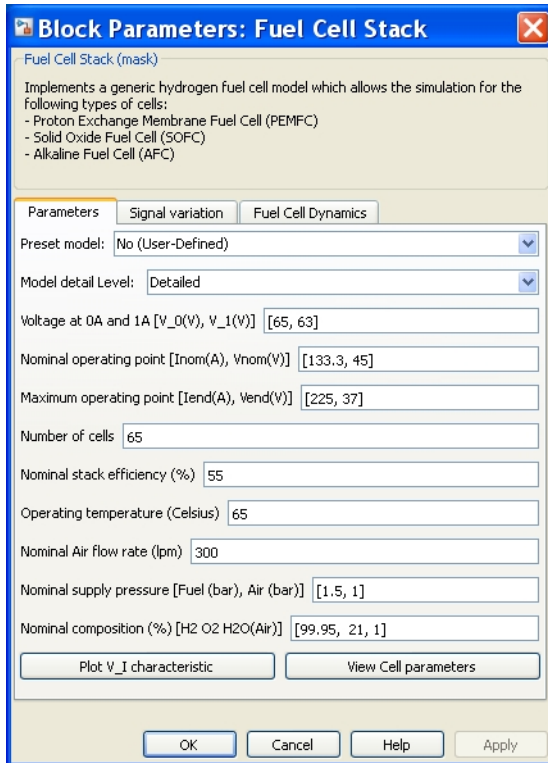 Block Parameters: Fuel Cell Stack
Fuel Cell Stack (mask)
Implements a generic hydrogen fuel cell model which allows the simulation for the
following types of cells:
- Proton Exchange Membrane Fuel Cell (PEMFC)
- Solid Oxide Fuel Cell (SOFC)
- Alkaline Fuel Cell (AFC)
Parameters Signal variation Fuel Cell Dynamics
Preset model: No (User-Defined)
Model detail Level: Detailed
Voltage at 0A and 1A [V_0(V), V_1(V)] [65, 63]
Nominal operating point [Inom(A), Vnom(V)] [133.3, 45]
Maximum operating point [Iend(A), Vend(V)] [225, 37]
Number of cells 65
Nominal stack efficiency (%) 55
Operating temperature (Celsius) 65
Nominal Air flow rate (lpm) 300
Nominal supply pressure [Fuel (bar), Air (bar)] [1.5, 1]
Nominal composition (%) [H2 O2 H2O(Air)] [99.95, 21, 1]
Plot V_I characteristic View Cell parameters
OK Cancel Help Apply